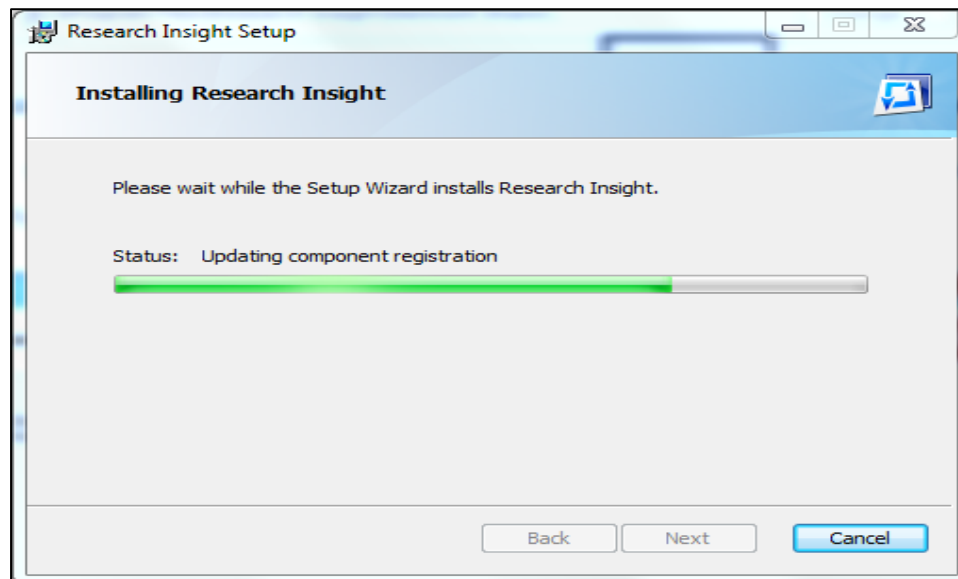 Research Insight Setup
Installing Research Insight
Please wait while the Setup Wizard installs Research Insight.
Status: Updating component registration
Back Next Cancel